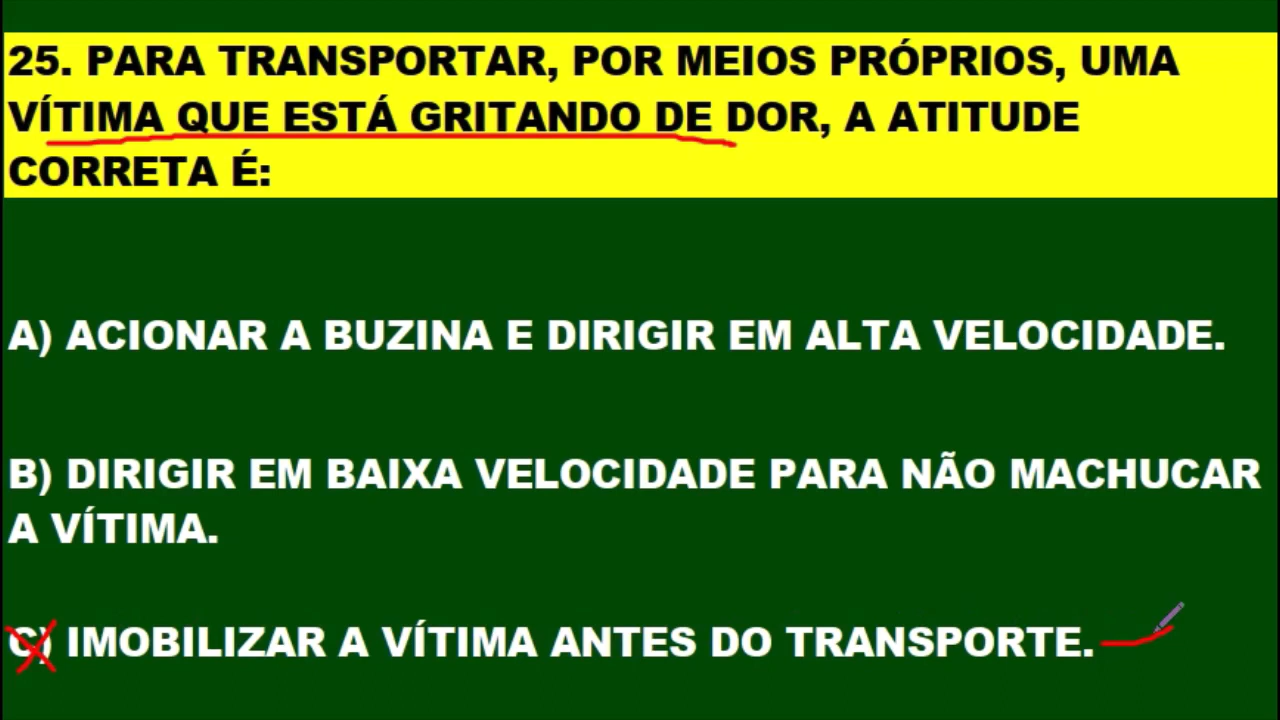 25. PARA TRANSPORTAR, POR MEIOS PRÓPRIOS, UMA
VÍTIMA QUE ESTÁ GRITANDO DE DOR, A ATITUDE
CORRETA É:
A) ACIONAR A BUZINA E DIRIGIR EM ALTA VELOCIDADE.
B) DIRIGIR EM BAIXA VELOCIDADE PARA NÃO MACHUCAR
A VÍTIMA.
C) IMOBILIZAR A VÍTIMA ANTES DO TRANSPORTE.